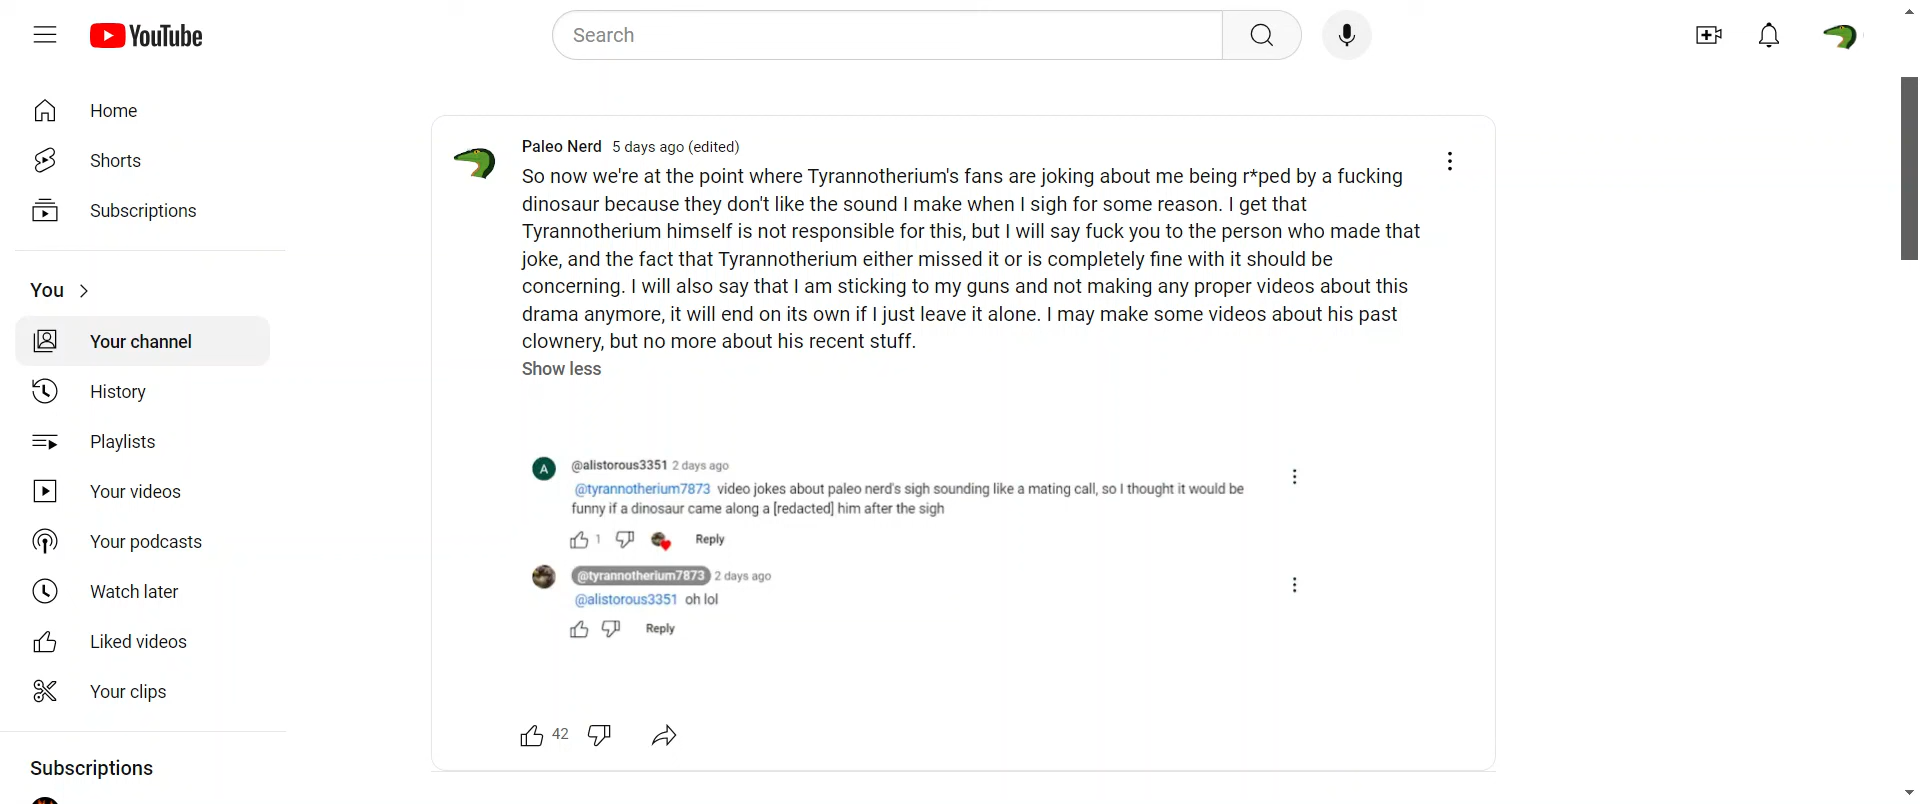 YouTube
Search
Home
Shorts
Subscriptions
You
Your channel
History
Playlists
Your videos
Your podcasts
Watch later
Liked videos
Your clips
Subscriptions
Paleo Nerd 5 days ago (edited)
So now we're at the point where Tyrannotherium's fans are joking about me being r*ped by a fucking
dinosaur because they don't like the sound I make when I sigh for some reason. I get that
Tyrannotherium himself is not responsible for this, but I will say fuck you to the person who made that
joke, and the fact that Tyrannotherium either missed it or is completely fine with it should be
concerning. I will also say that I am sticking to my guns and not making any proper videos about this
drama anymore, it will end on its own if I just leave it alone. I may make some videos about his past
clownery, but no more about his recent stuff.
Show less
A
@alistorous3351 2 days ago
@tyrannotherium7873 video jokes about paleo nerd's sigh sounding like a mating call, so I thought it would be
funny if a dinosaur came along a [redacted] him after the sigh
1 Reply
@tyrannotherium7873 2 days ago
@alistorous3351 oh lol
Reply
42